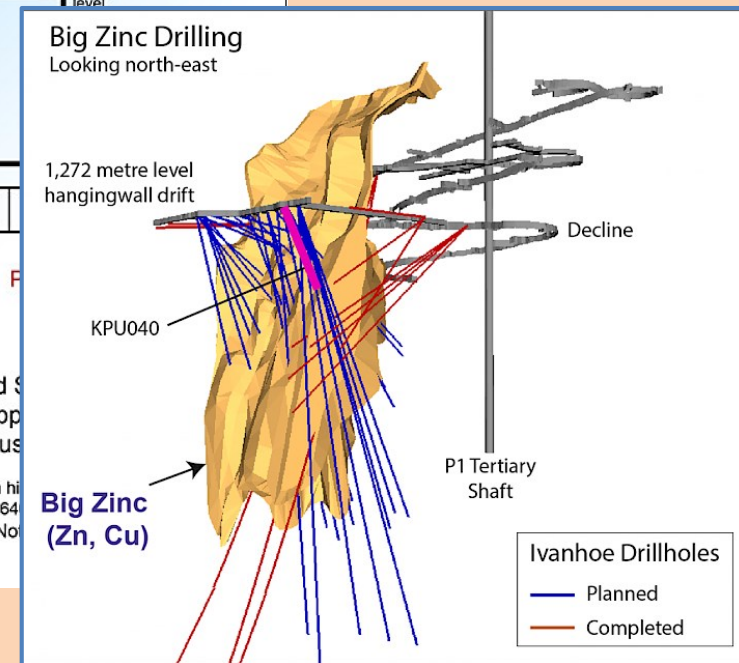 level
Big Zinc Drilling
Looking north-east
1,272 metre level
hangingwall drift
Decline
KPU040
P1 Tertiary
Shaft
Big Zinc
(Zn, Cu)
Ivanhoe Drillholes
Planned
Completed